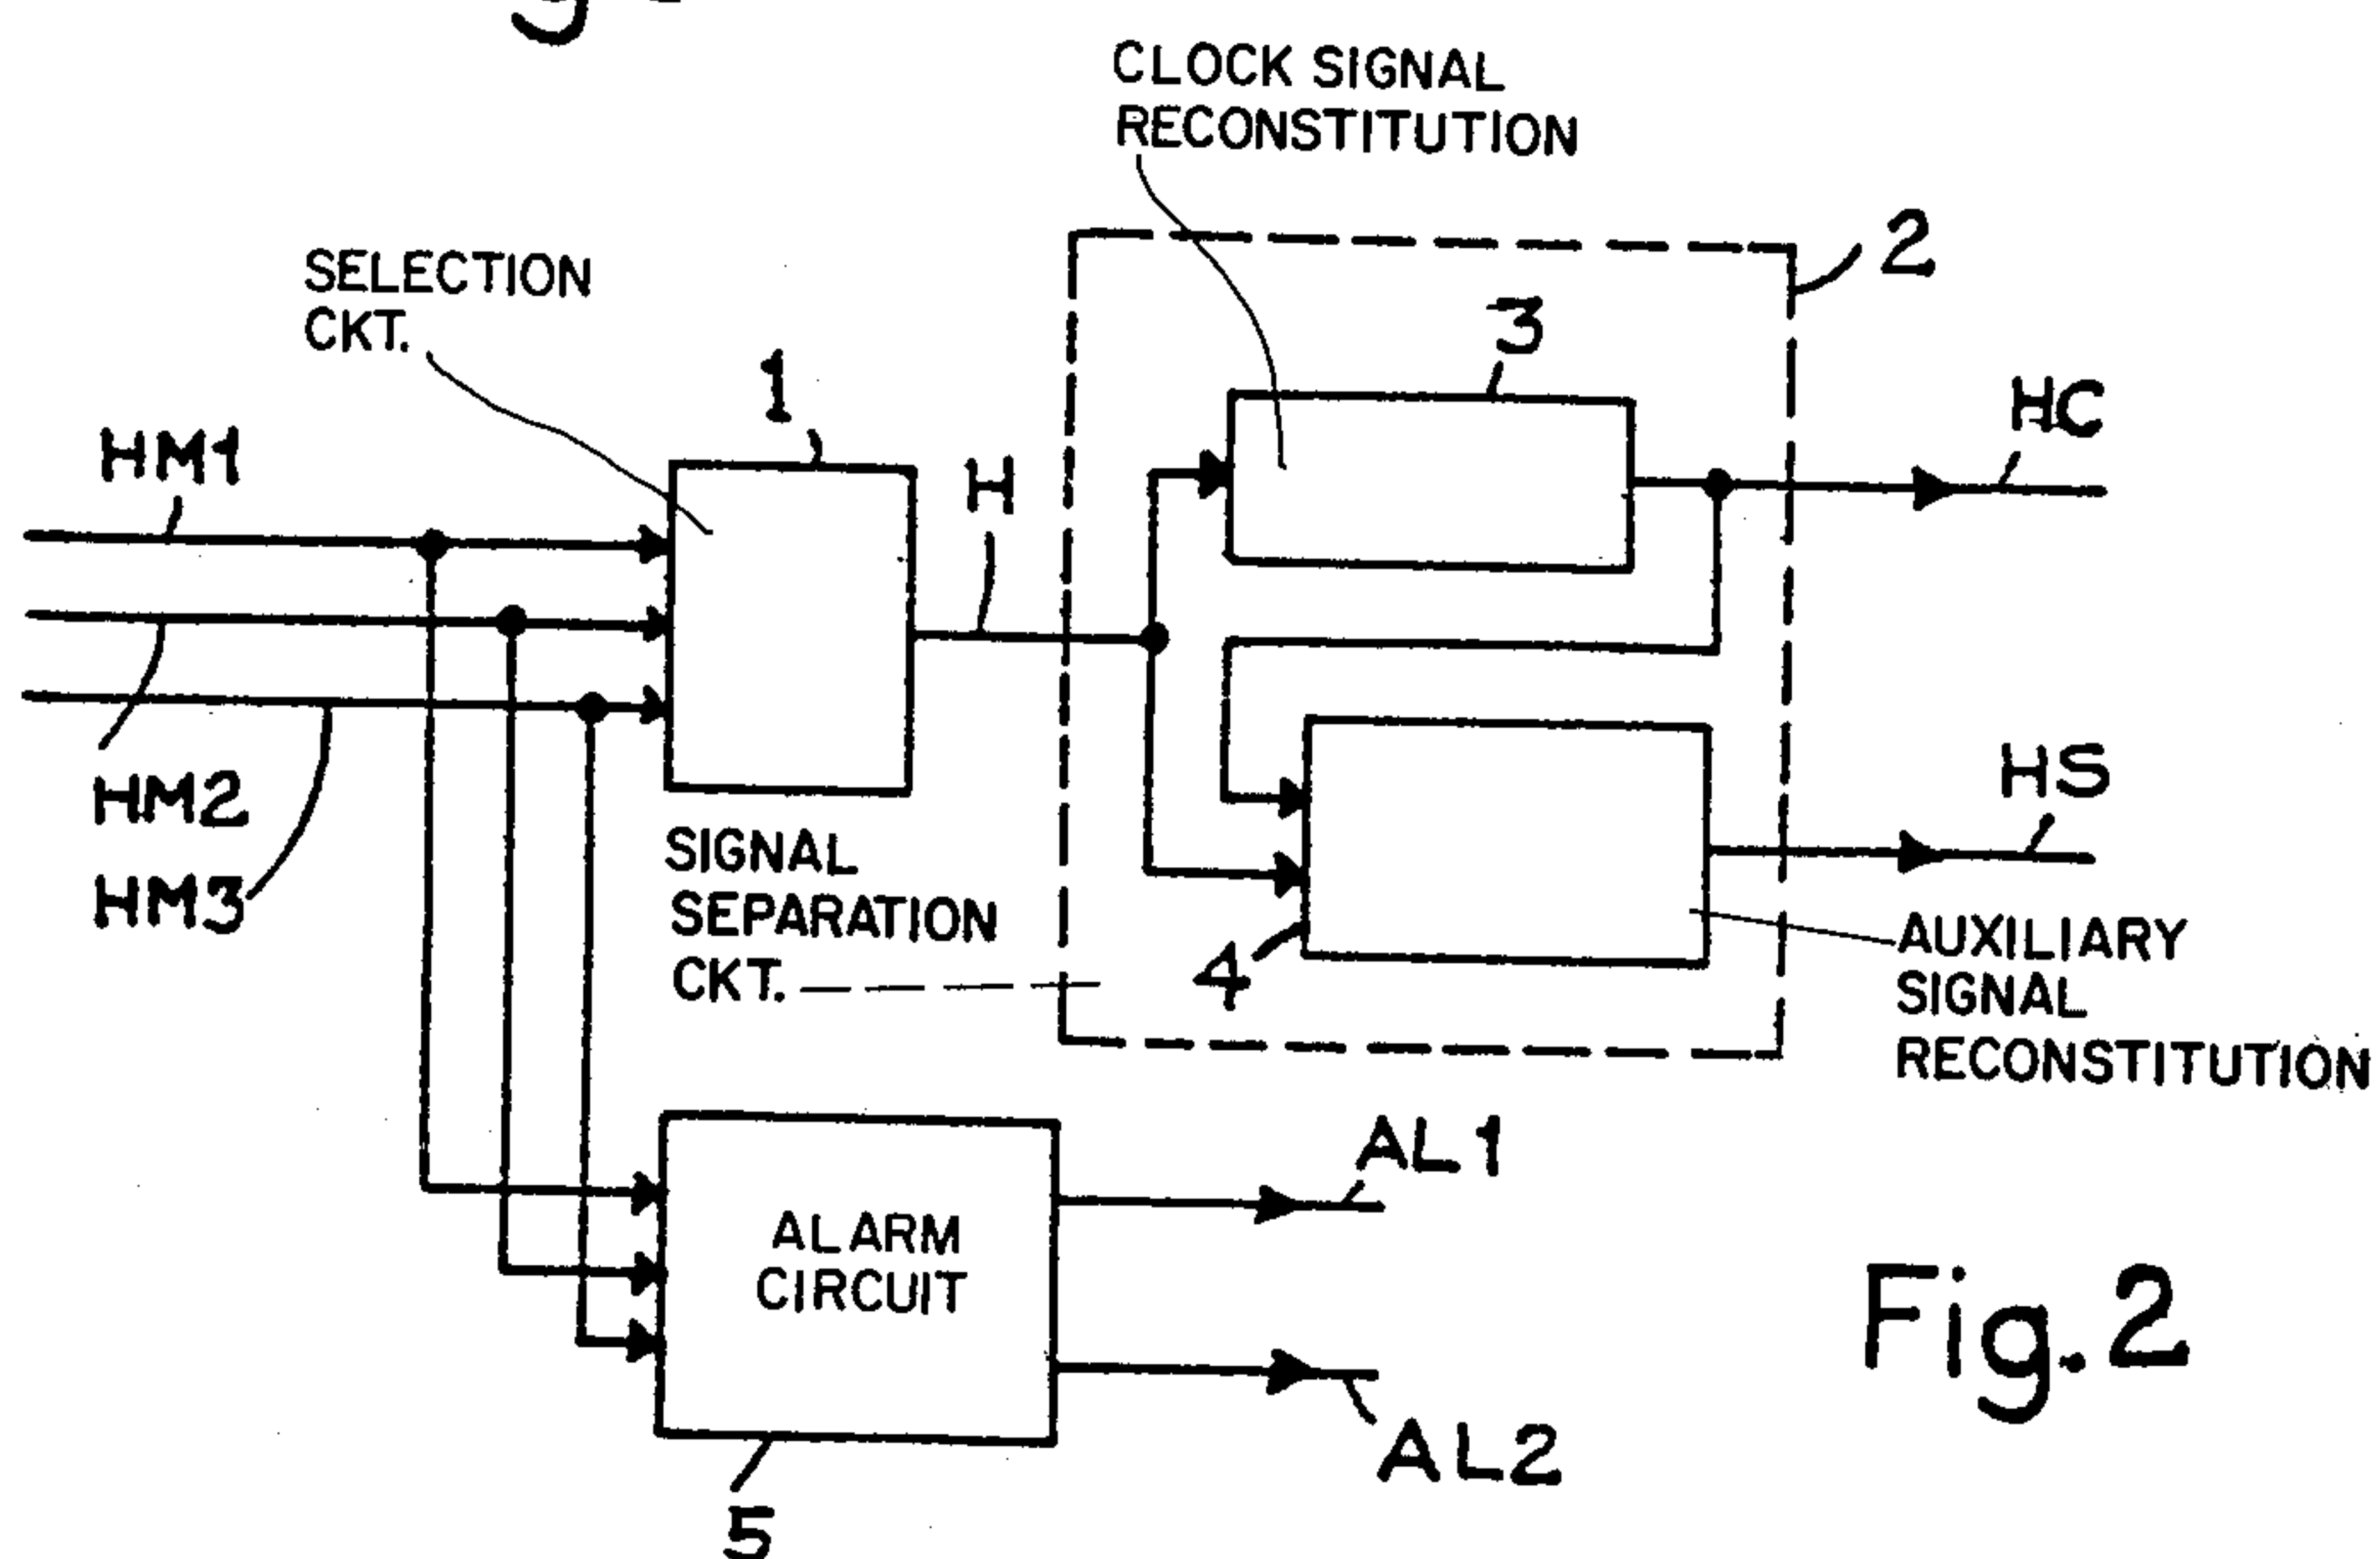 CLOCK SIGNAL
RECONSTITUTION
2
SELECTION
CKT.
3
1
HC
HM1
H
HM2
HS
HM3
SIGNAL
SEPARATION
CKT.
4
AUXILIARY
SIGNAL
RECONSTITUTION
AL1
ALARM
CIRCUIT
AL2
5
Fig.2